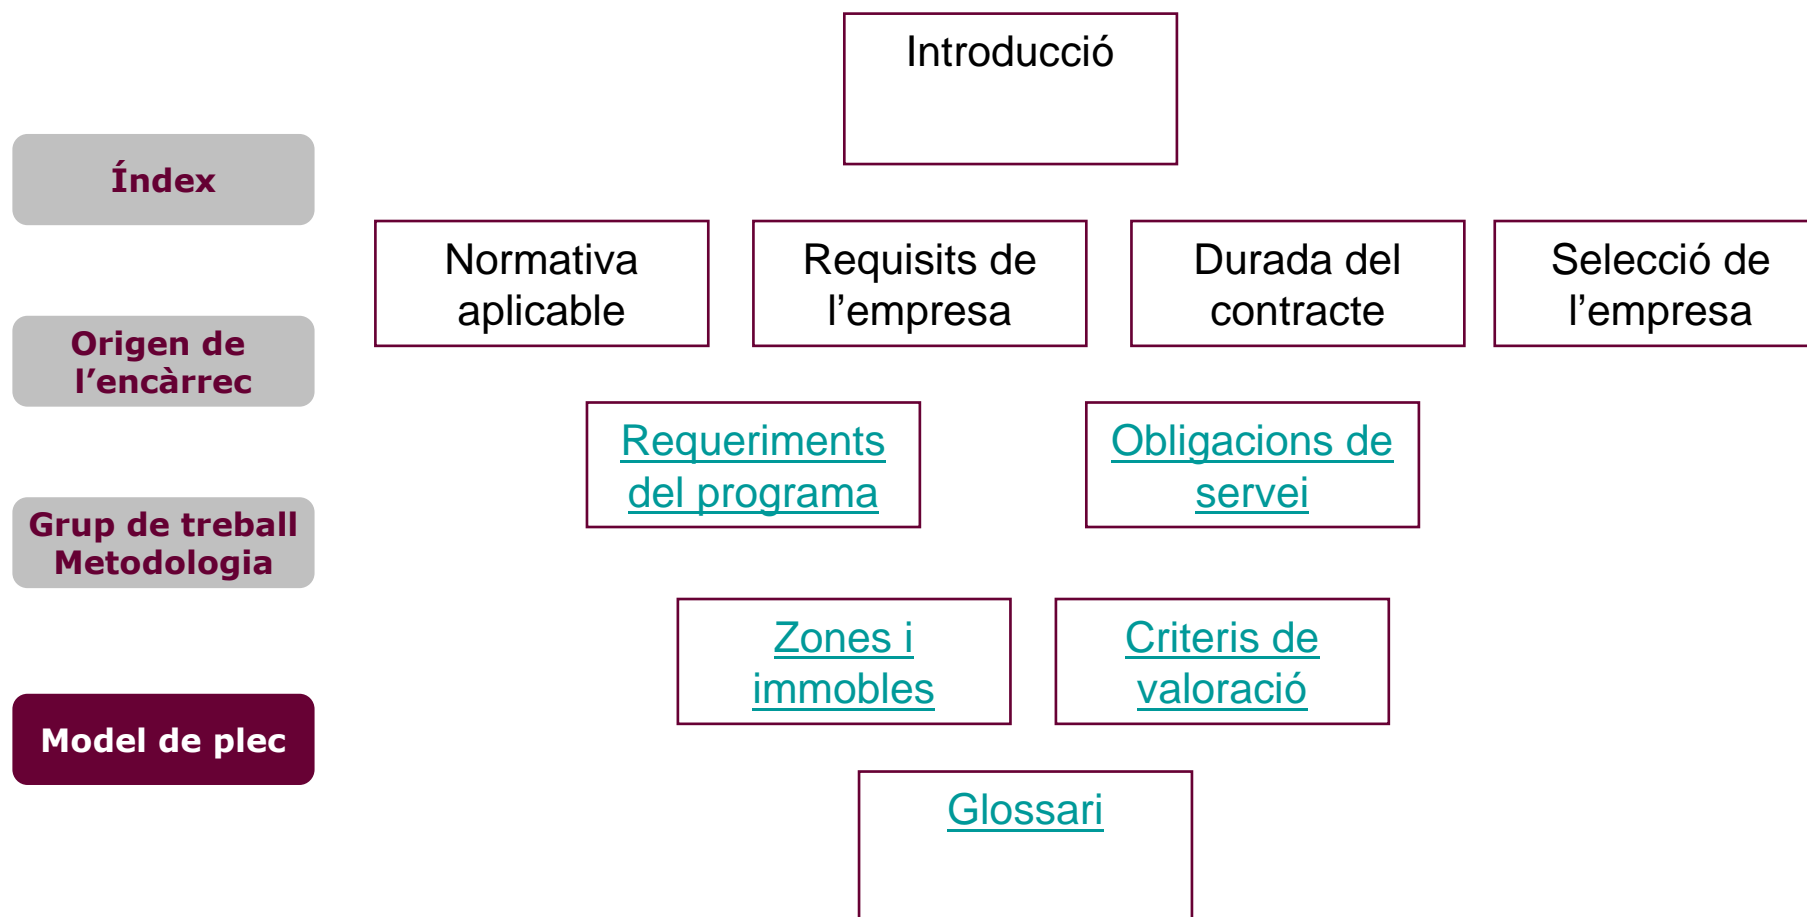 Introducció
Índex
Normativa
aplicable
Requisits de
l’empresa
Durada del
contracte
Selecció de
l’empresa
Origen de
l’encàrrec
Requeriments
del programa
Obligacions de
servei
Grup de treball
Metodologia
Zones i
immobles
Criteris de
valoració
Model de plec
Glossari